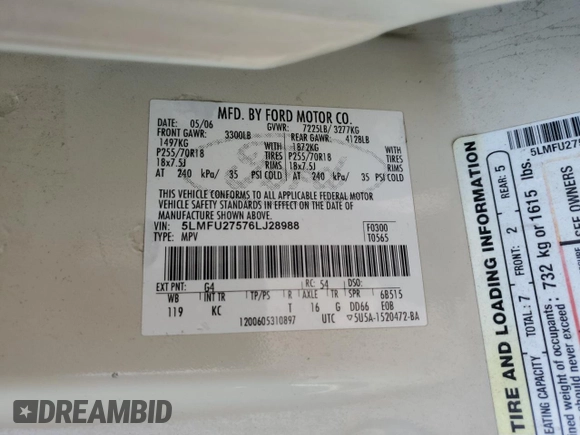 MFD. BY FORD MOTOR CO.
DATE: 05/06 GVWR: 7225LB/ 3277KG
FRONT GAWR: 3300LB REAR GAWR: 4128LB
1497KG 1872KG
P255/70R18 TIRES P255/70R18 TIRES
18x7.5J RIMS 18x7.5J RIMS
AT 240 kPa/ 35 PSI COLD AT 240 kPa/ 35 PSI COLD
THIS VEHICLE CONFORMS TO ALL APPLICABLE FEDERAL MOTOR
VEHICLE SAFETY STANDARDS IN EFFECT ON THE DATE OF
MANUFACTURE SHOWN ABOVE.
VIN: 5LMFU27576LJ28988 F0300
TYPE: MPV T0565
EXT PNT: G4 RC: 54 DSO:
WB INT TR TP/PS R AXLE TR SPR 6B515
119 KC T 16 G DD66 EOB
1200605310897 UTC 5U5A-1520472-BA
TIRE AND LOADING INFORMATION
SEATING CAPACITY TOTAL: 7 FRONT: 2 REAR: 5
732 kg or 1615 lbs.
SEE OWNERS
5LMFU275
DREAMBID